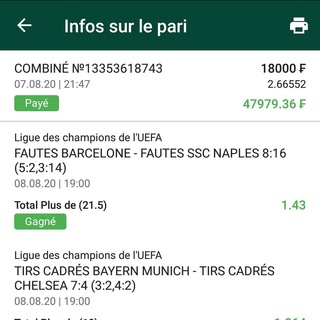 Infos sur le pari
COMBINÉ №13353618743 18000 ₣
07.08.20 | 21:47 2.66552
Payé 47979.36 ₣
Ligue des champions de l'UEFA
FAUTES BARCELONE - FAUTES SSC NAPLES 8:16
(5:2,3:14)
08.08.20 | 19:00
Total Plus de (21.5) 1.43
Gagné
Ligue des champions de l'UEFA
TIRS CADRÉS BAYERN MUNICH - TIRS CADRÉS
CHELSEA 7:4 (3:2,4:2)
08.08.20 | 19:00